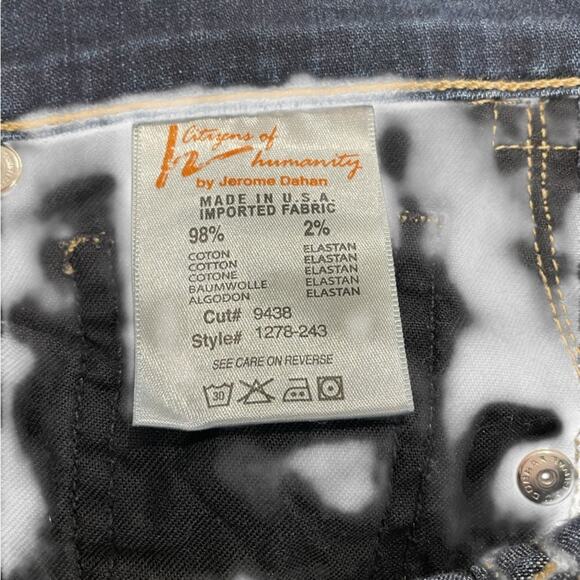 Citizens of
humanity
by Jerome Dahan
MADE IN U.S.A.
IMPORTED FABRIC
98% 2%
COTON ELASTAN
COTTON ELASTAN
COTONE ELASTAN
BAUMWOLLE ELASTAN
ALGODON ELASTAN
Cut# 9438
Style# 1278-243
SEE CARE ON REVERSE
30